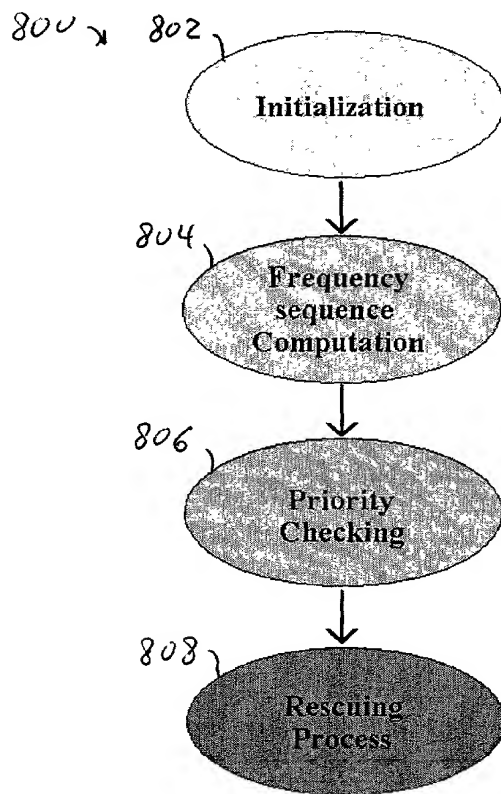 800 802
Initialization
804
Frequency
sequence
Computation
806
Priority
Checking
808
Rescuing
Process